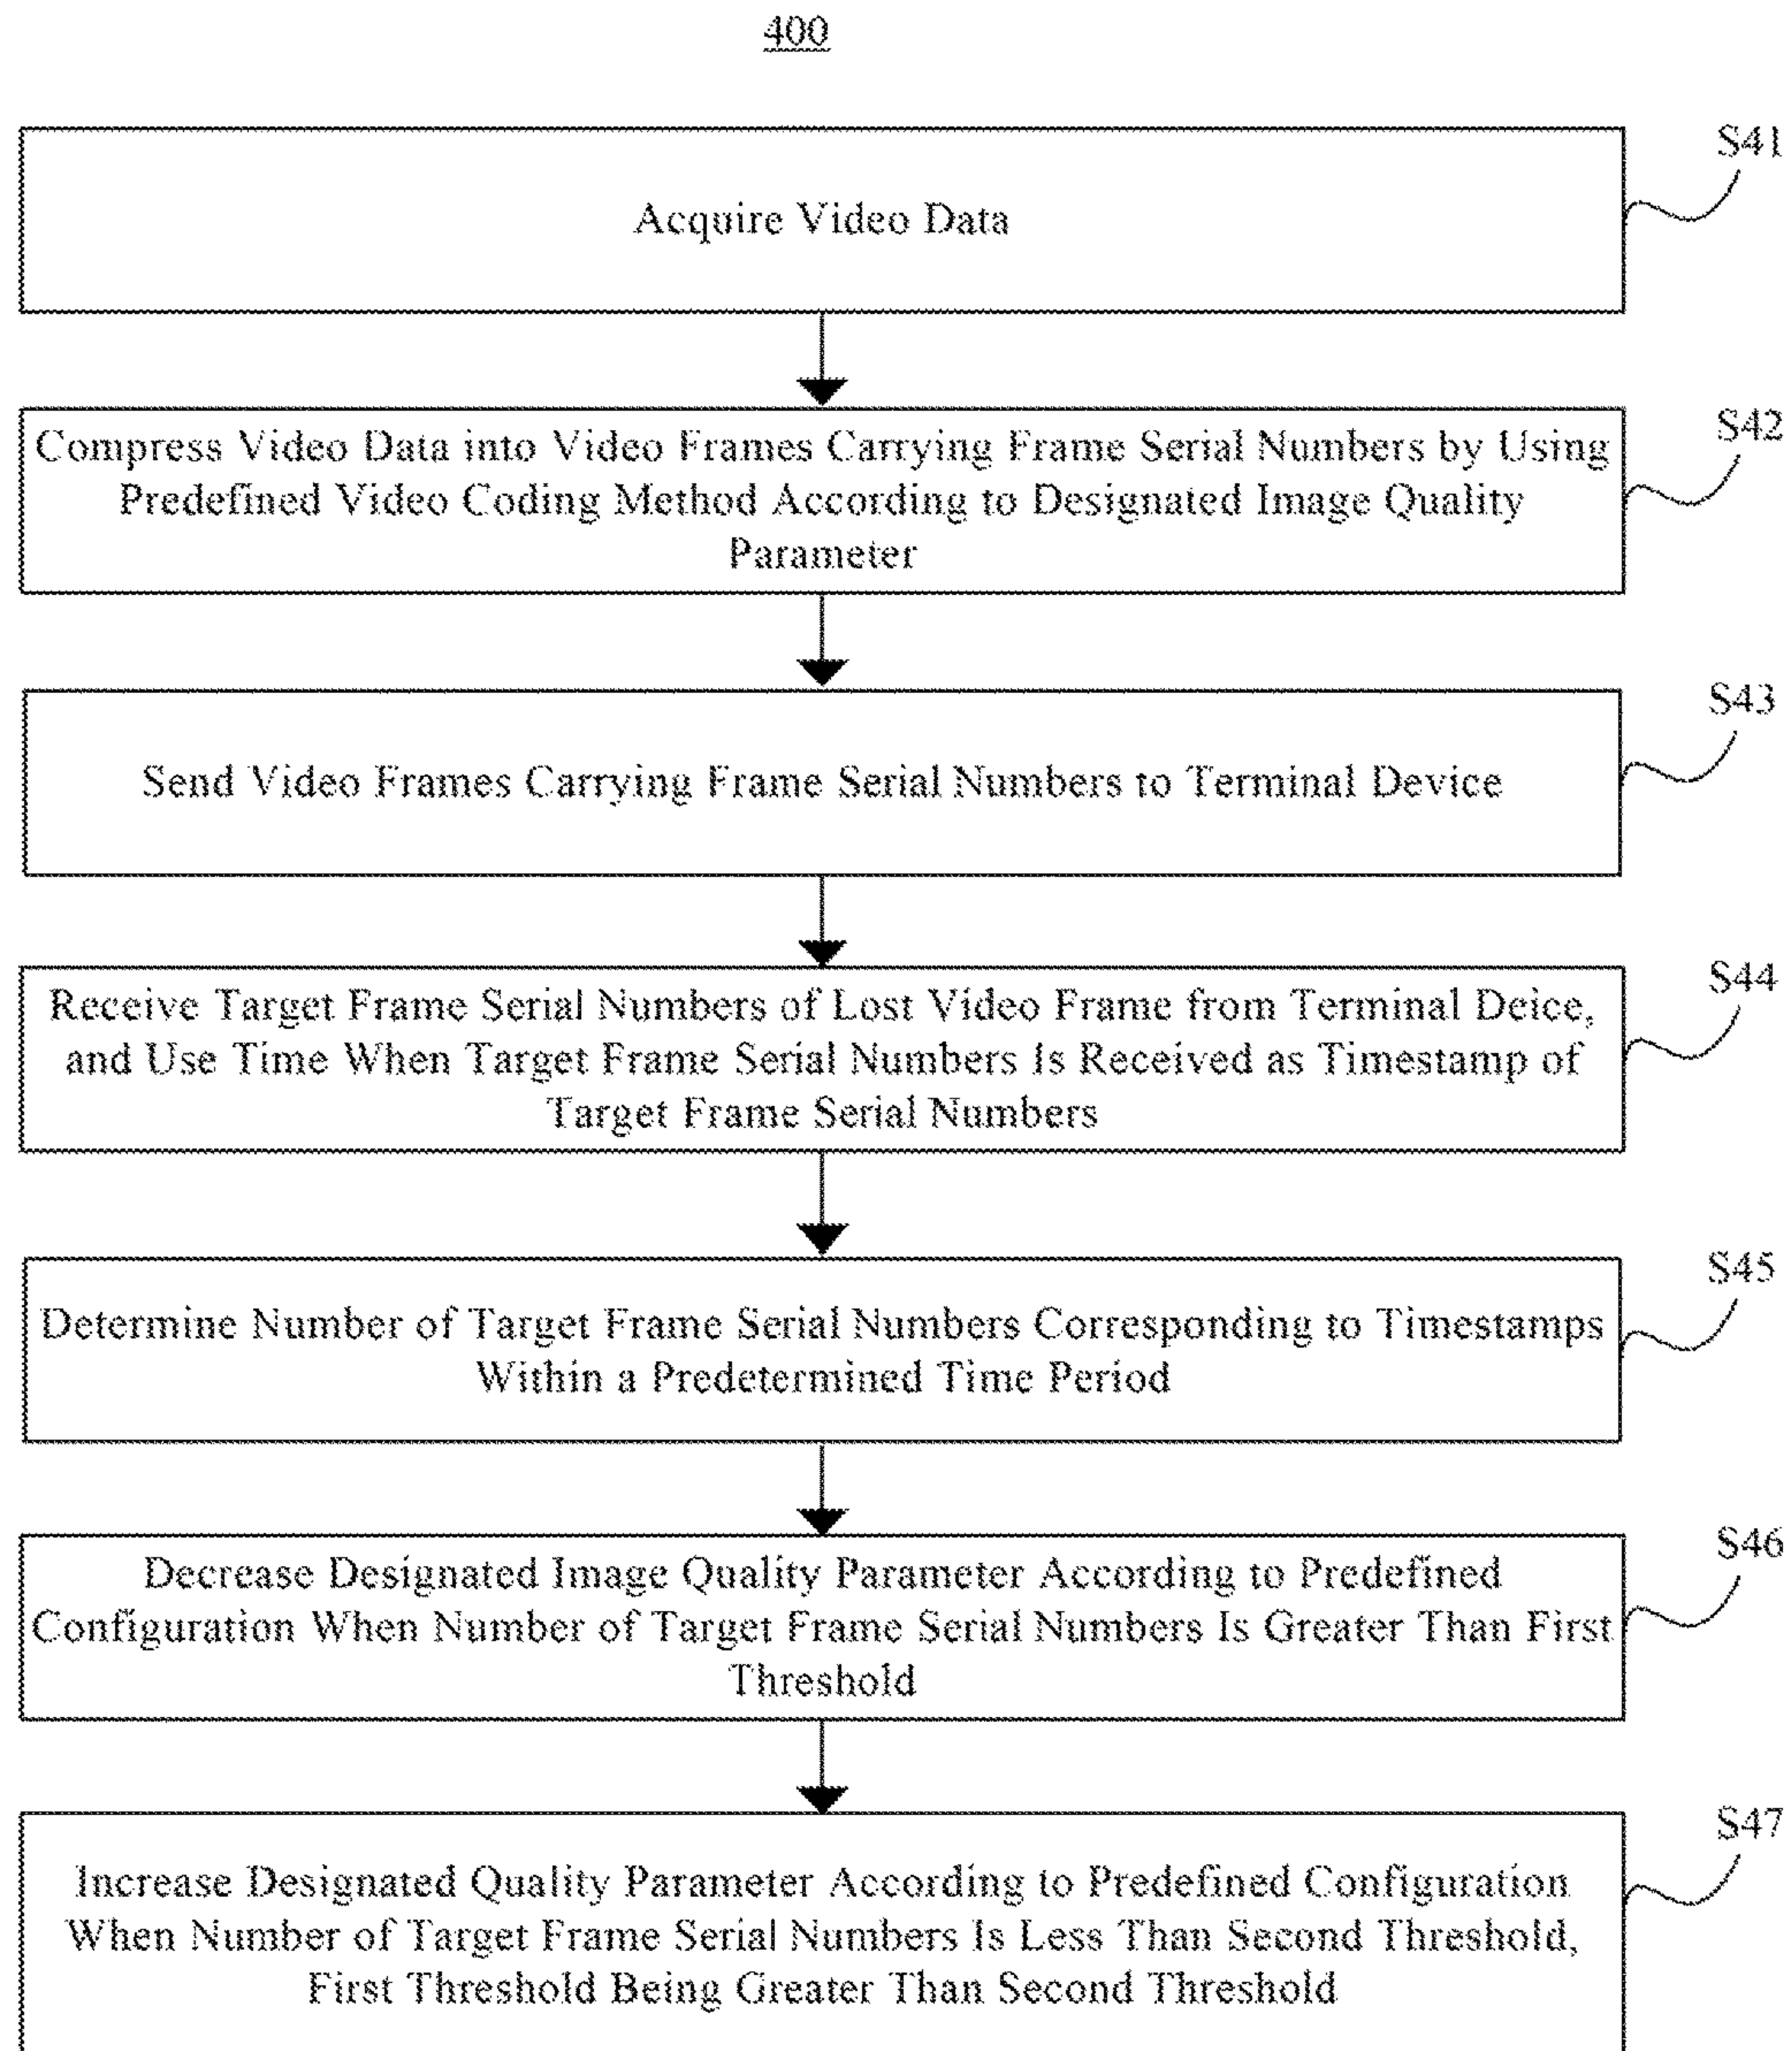 400
S41
Acquire Video Data
S42
Compress Video Data into Video Frames Carrying Frame Serial Numbers by Using
Predefined Video Coding Method According to Designated Image Quality
Parameter
S43
Send Video Frames Carrying Frame Serial Numbers to Terminal Device
S44
Receive Target Frame Serial Numbers of Lost Video Frame from Terminal Deice,
and Use Time When Target Frame Serial Numbers Is Received as Timestamp of
Target Frame Serial Numbers
S45
Determine Number of Target Frame Serial Numbers Corresponding to Timestamps
Within a Predetermined Time Period
S46
Decrease Designated Image Quality Parameter According to Predefined
Configuration When Number of Target Frame Serial Numbers Is Greater Than First
Threshold
S47
Increase Designated Quality Parameter According to Predefined Configuration
When Number of Target Frame Serial Numbers Is Less Than Second Threshold,
First Threshold Being Greater Than Second Threshold